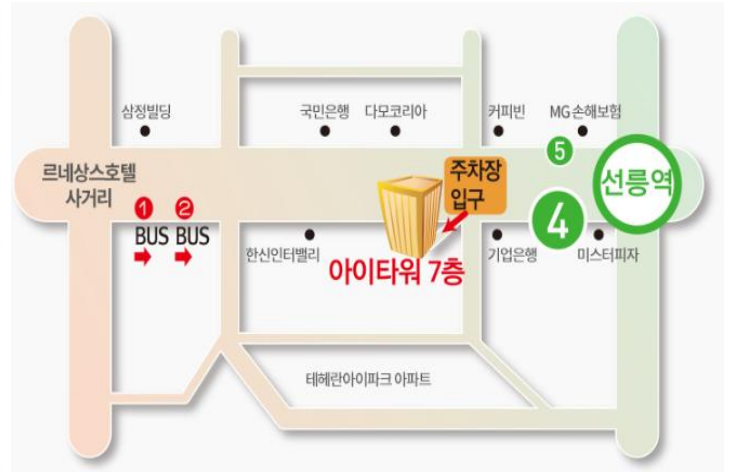 삼정빌딩
국민은행
다모코리아
커피빈
MG손해보험
5
르네상스호텔
사거리
주차장
입구
선릉역
1
2
BUS
BUS
4
한신인터밸리
아이타워 7층
기업은행
미스터피자
테헤란아이파크 아파트